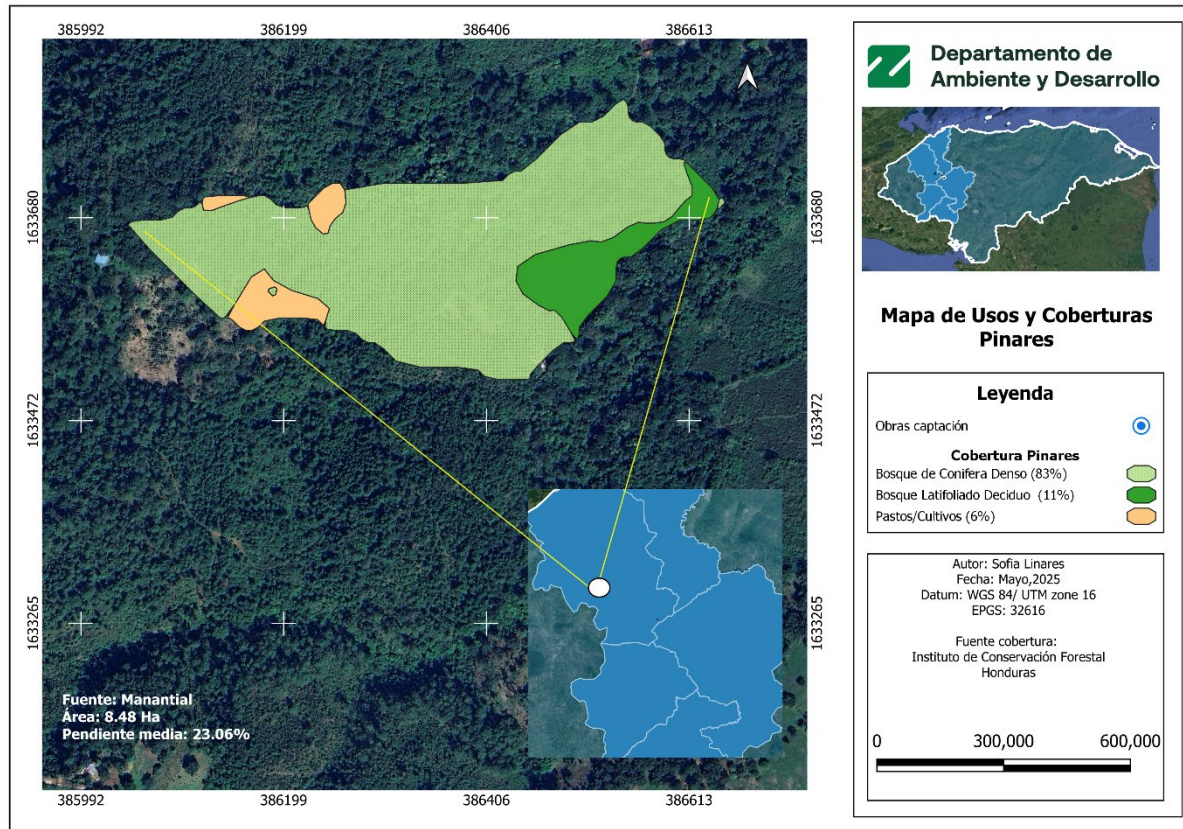 385992 386199 386406 386613
1633680
1633472
1633265
1633680
1633472
1633265
Fuente: Manantial
Área: 8.48 Ha
Pendiente media: 23.06%
385992 386199 386406 386613
Departamento de
Ambiente y Desarrollo
Mapa de Usos y Coberturas
Pinares
Leyenda
Obras captación
Cobertura Pinares
Bosque de Conifera Denso (83%)
Bosque Latifoliado Deciduo (11%)
Pastos/Cultivos (6%)
Autor: Sofia Linares
Fecha: Mayo,2025
Datum: WGS 84/ UTM zone 16
EPGS: 32616
Fuente cobertura:
Instituto de Conservación Forestal
Honduras
0 300,000 600,000